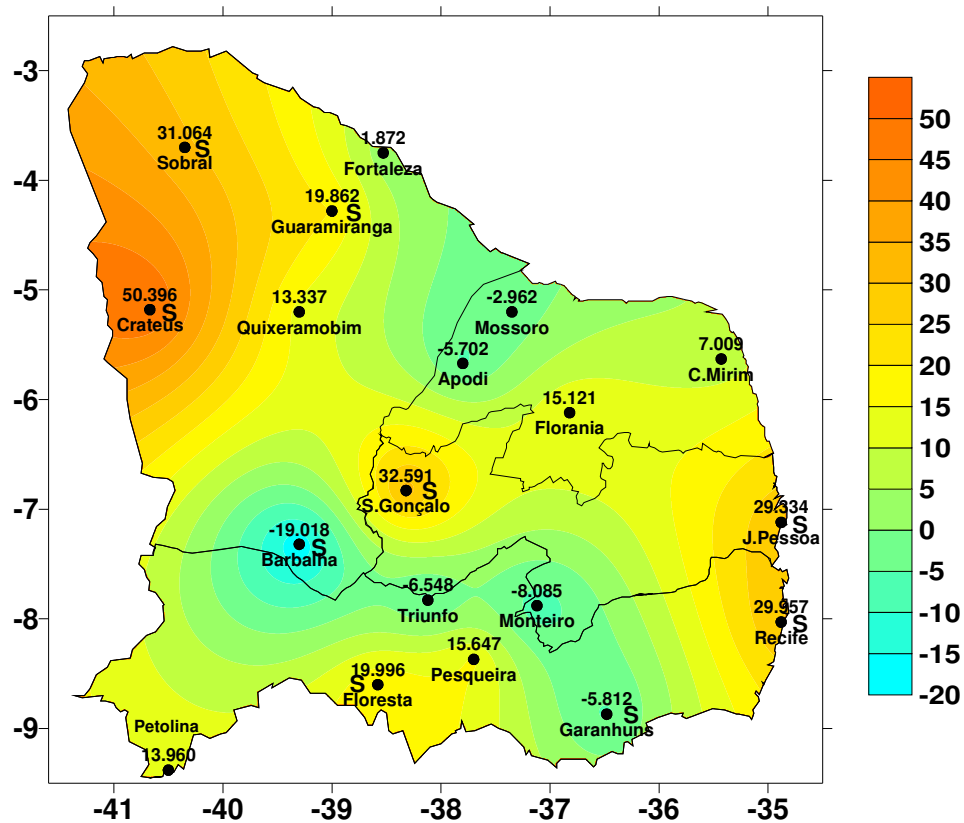 -3
-4
-5
-6
-7
-8
-9
-41
-40
-39
-38
-37
-36
-35
31.064
S
Sobral
1.872
Fortaleza
19.862
S
Guaramiranga
50.396
S
Crateús
13.337
Quixeramobim
-2.962
Mossoro
-5.702
Apodi
7.009
C.Mirim
15.121
Florania
32.591
S
S.Gonçalo
-19.018
S
Barbalha
29.334
S
J.Pessoa
-6.548
Triunfo
-8.085
Monteiro
29.957
S
Recife
15.647
Pesqueira
19.996
S
Floresta
-5.812
S
Garanhuns
Petolina
13.960
50
45
40
35
30
25
20
15
10
5
0
-5
-10
-15
-20